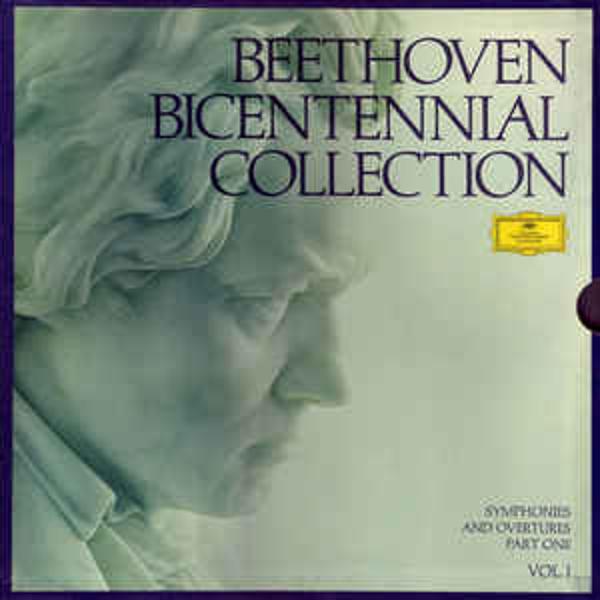 BEETHOVEN
BICENTENNIAL
COLLECTION
SYMPHONIES
AND OVERTURES
PART ONE
VOL. I